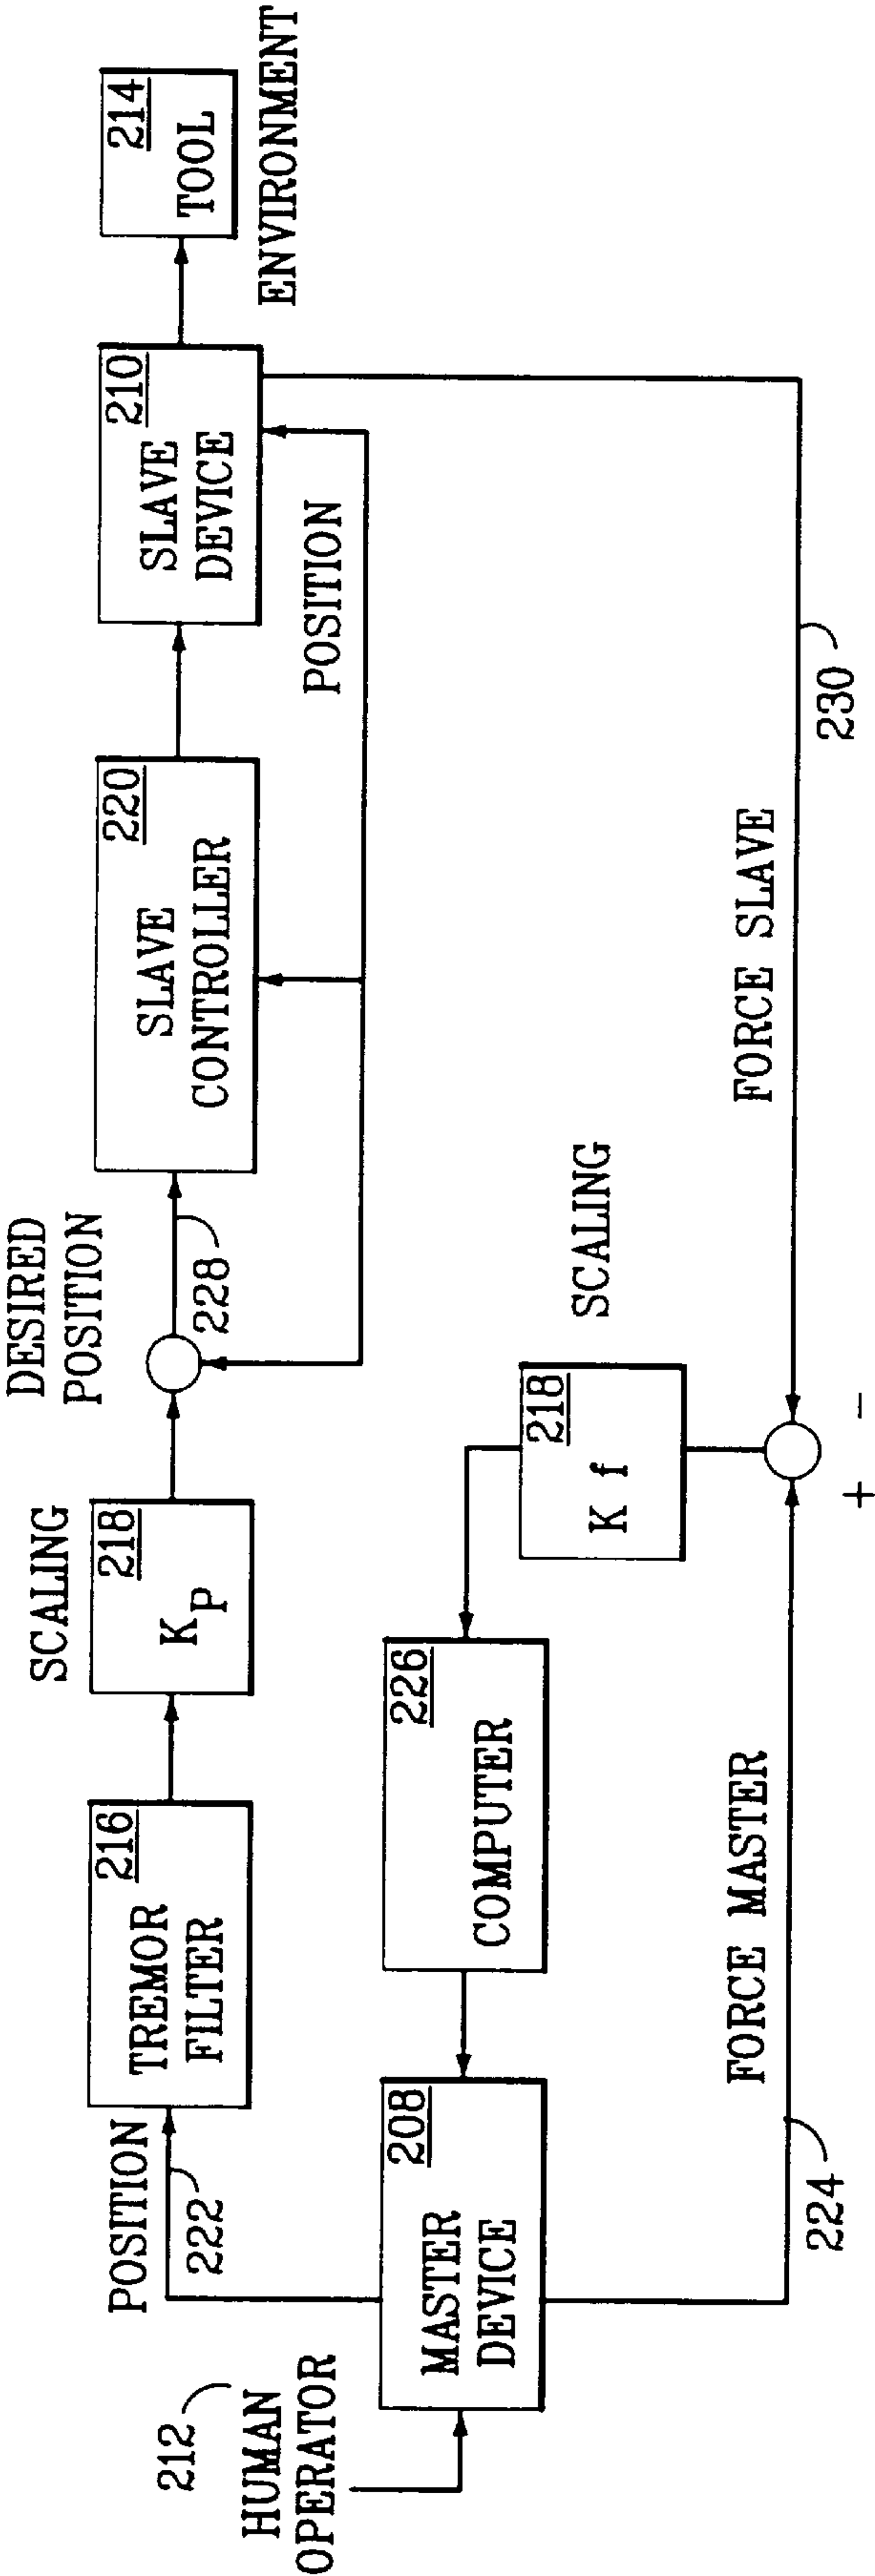 212
HUMAN
OPERATOR
208
MASTER
DEVICE
POSITION
222
216
TREMOR
FILTER
SCALING
218
Kp
DESIRED
POSITION
228
220
SLAVE
CONTROLLER
POSITION
210
SLAVE
DEVICE
214
TOOL
ENVIRONMENT
226
COMPUTER
218
K f
SCALING
FORCE MASTER
224
+ -
FORCE SLAVE
230